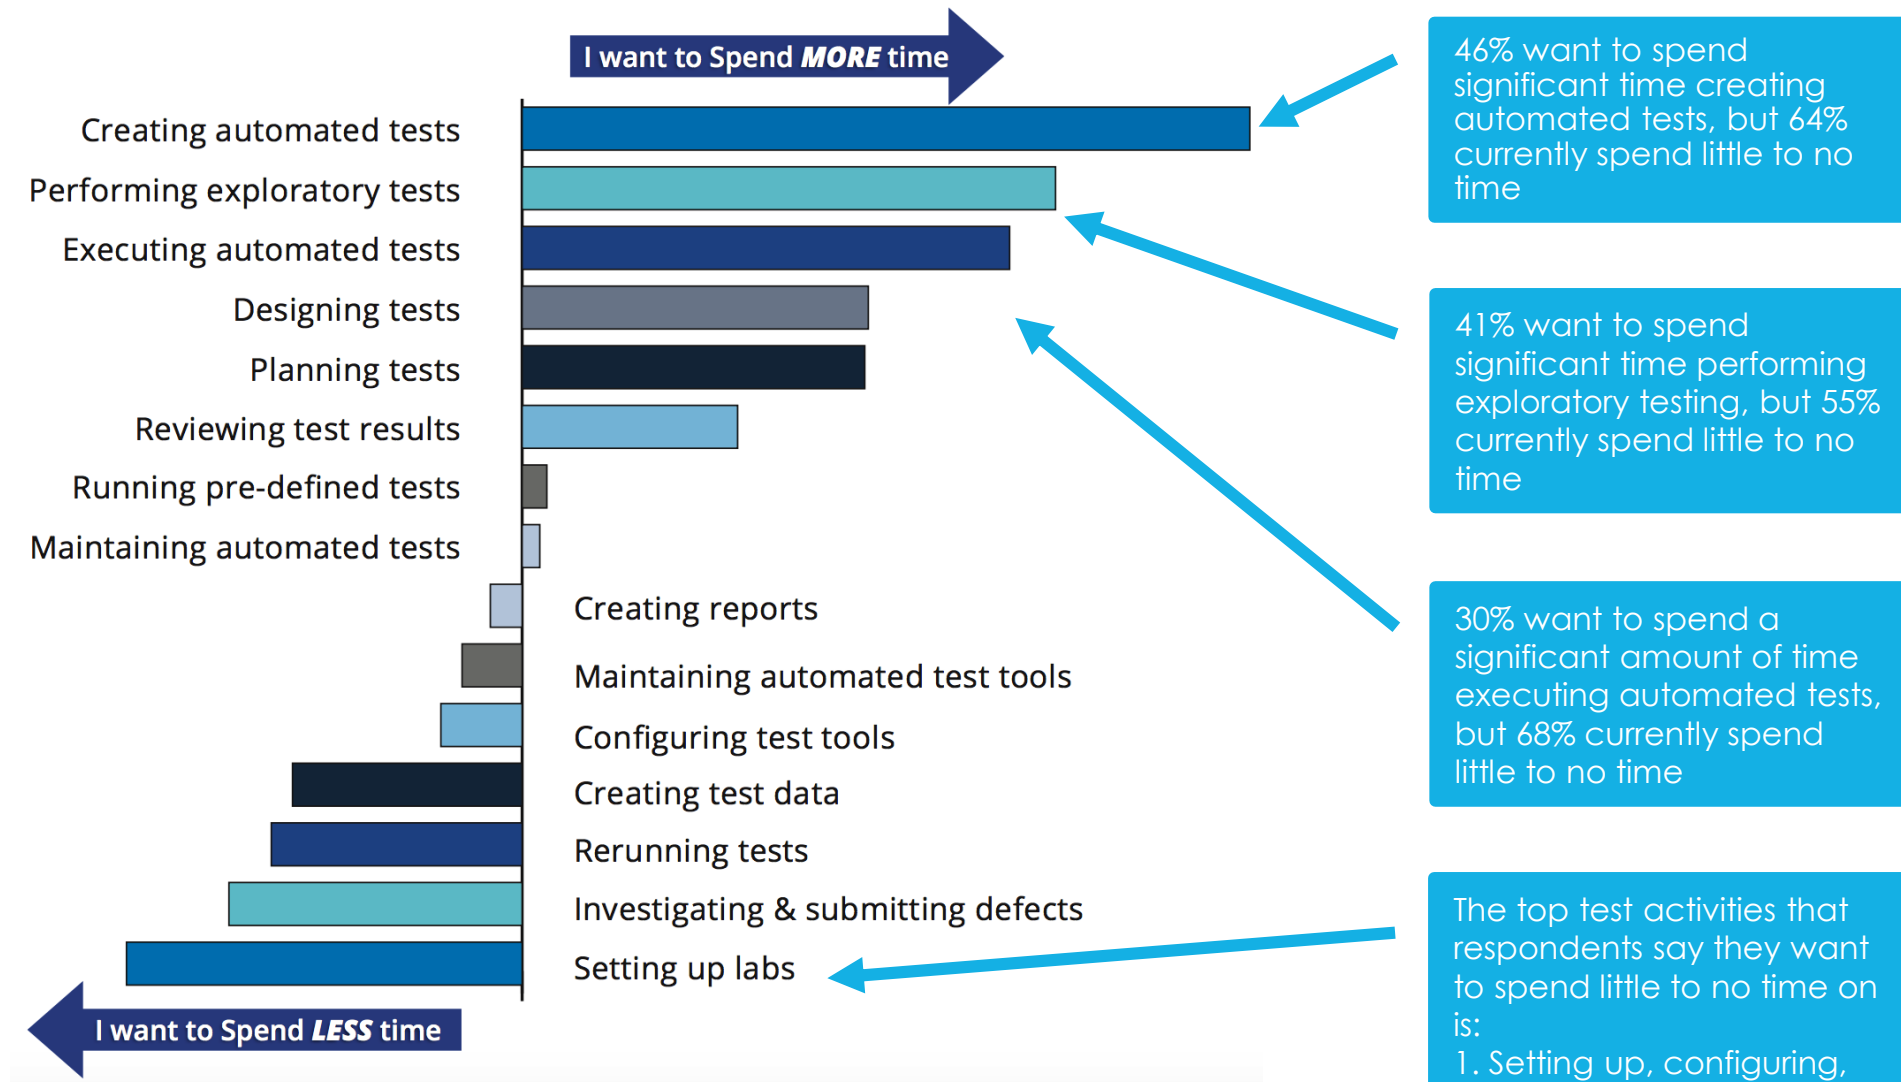 I want to Spend MORE time
Creating automated tests
Performing exploratory tests
Executing automated tests
Designing tests
Planning tests
Reviewing test results
Running pre-defined tests
Maintaining automated tests
Creating reports
Maintaining automated test tools
Configuring test tools
Creating test data
Rerunning tests
Investigating & submitting defects
Setting up labs
I want to Spend LESS time
46% want to spend
significant time creating
automated tests, but 64%
currently spend little to no
time
41% want to spend
significant time performing
exploratory testing, but 55%
currently spend little to no
time
30% want to spend a
significant amount of time
executing automated tests,
but 68% currently spend
little to no time
The top test activities that
respondents say they want
to spend little to no time on
is:
1. Setting up, configuring,